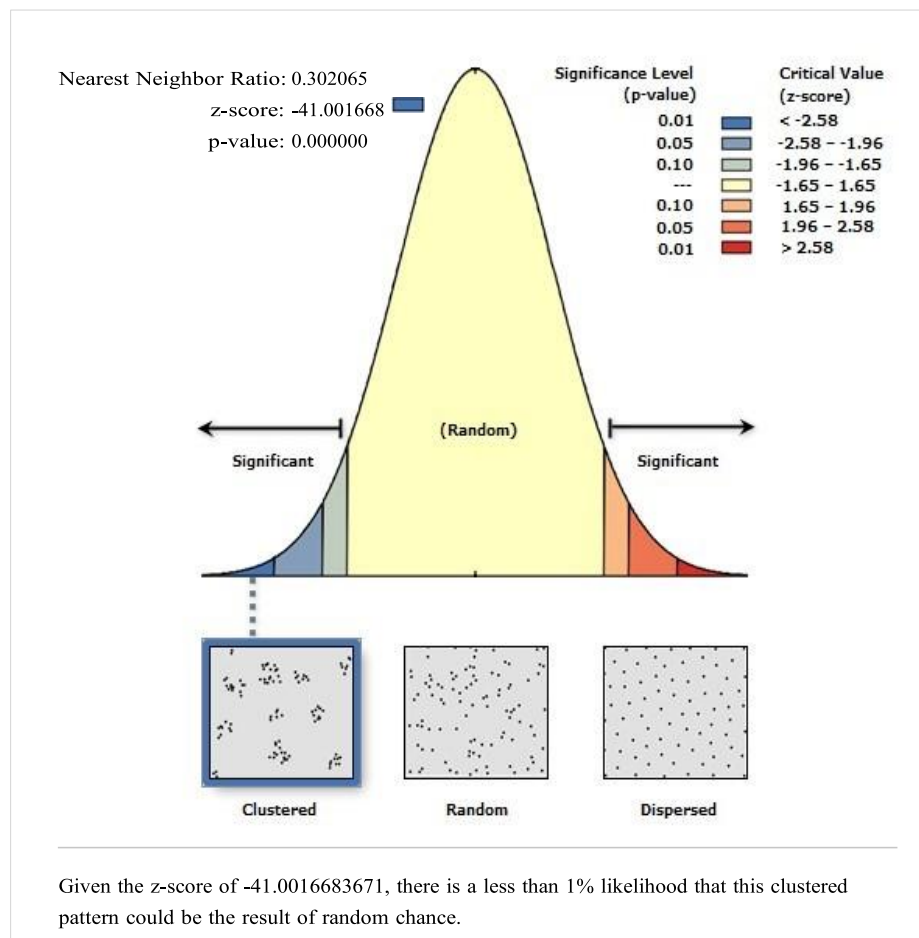 Nearest Neighbor Ratio: 0.302065
z-score: -41.001668
p-value: 0.000000
Significance Level Critical Value
(p-value) (z-score)
0.01 < -2.58
0.05 -2.58 – -1.96
0.10 -1.96 – -1.65
--- -1.65 – 1.65
0.10 1.65 – 1.96
0.05 1.96 – 2.58
0.01 > 2.58
(Random)
Significant Significant
Clustered Random Dispersed
Given the z-score of -41.0016683671, there is a less than 1% likelihood that this clustered
pattern could be the result of random chance.